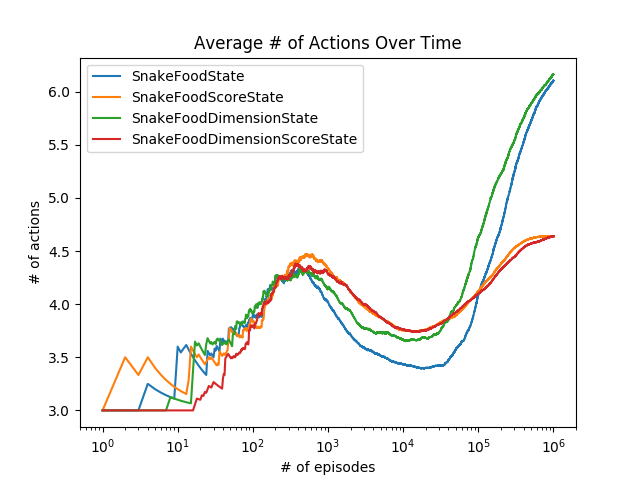 Average # of Actions Over Time
SnakeFoodState
SnakeFoodScoreState
SnakeFoodDimensionState
SnakeFoodDimensionScoreState
# of actions
6.0
5.5
5.0
4.5
4.0
3.5
3.0
10^0 10^1 10^2 10^3 10^4 10^5 10^6
# of episodes